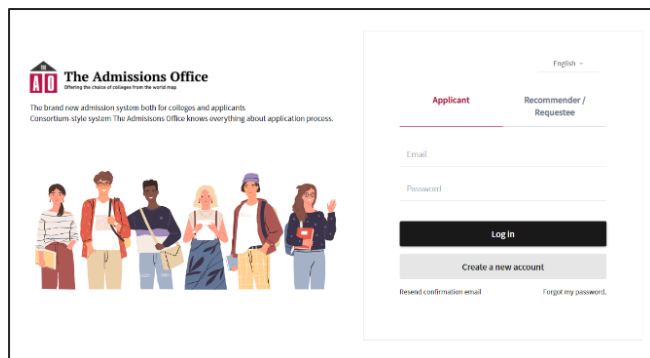 AO
The Admissions Office
Offering the choice of colleges from the world map
The brand new admission system both for colleges and applicants
Consortium-style system The Admisisons Office knows everything about application process.
English
Applicant
Recommender /
Requestee
Email
Password
Log in
Create a new account
Resend confirmation email
Forgot my password.